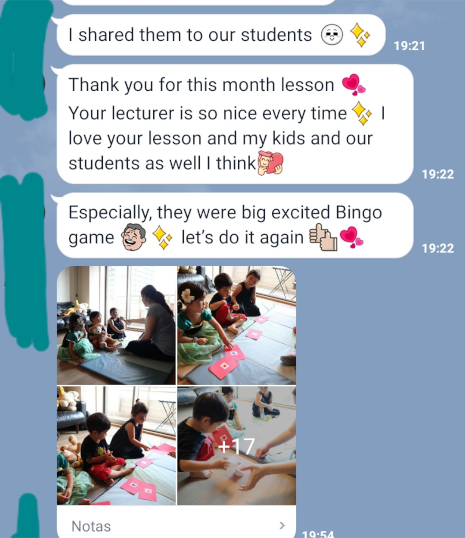 I shared them to our students 😌 ✨
19:21
Thank you for this month lesson 💕
Your lecturer is so nice every time ✨ I
love your lesson and my kids and our
students as well I think
19:22
Especially, they were big excited Bingo
game ✨ let's do it again 👍 💕
19:22
+17
Notas
19:54